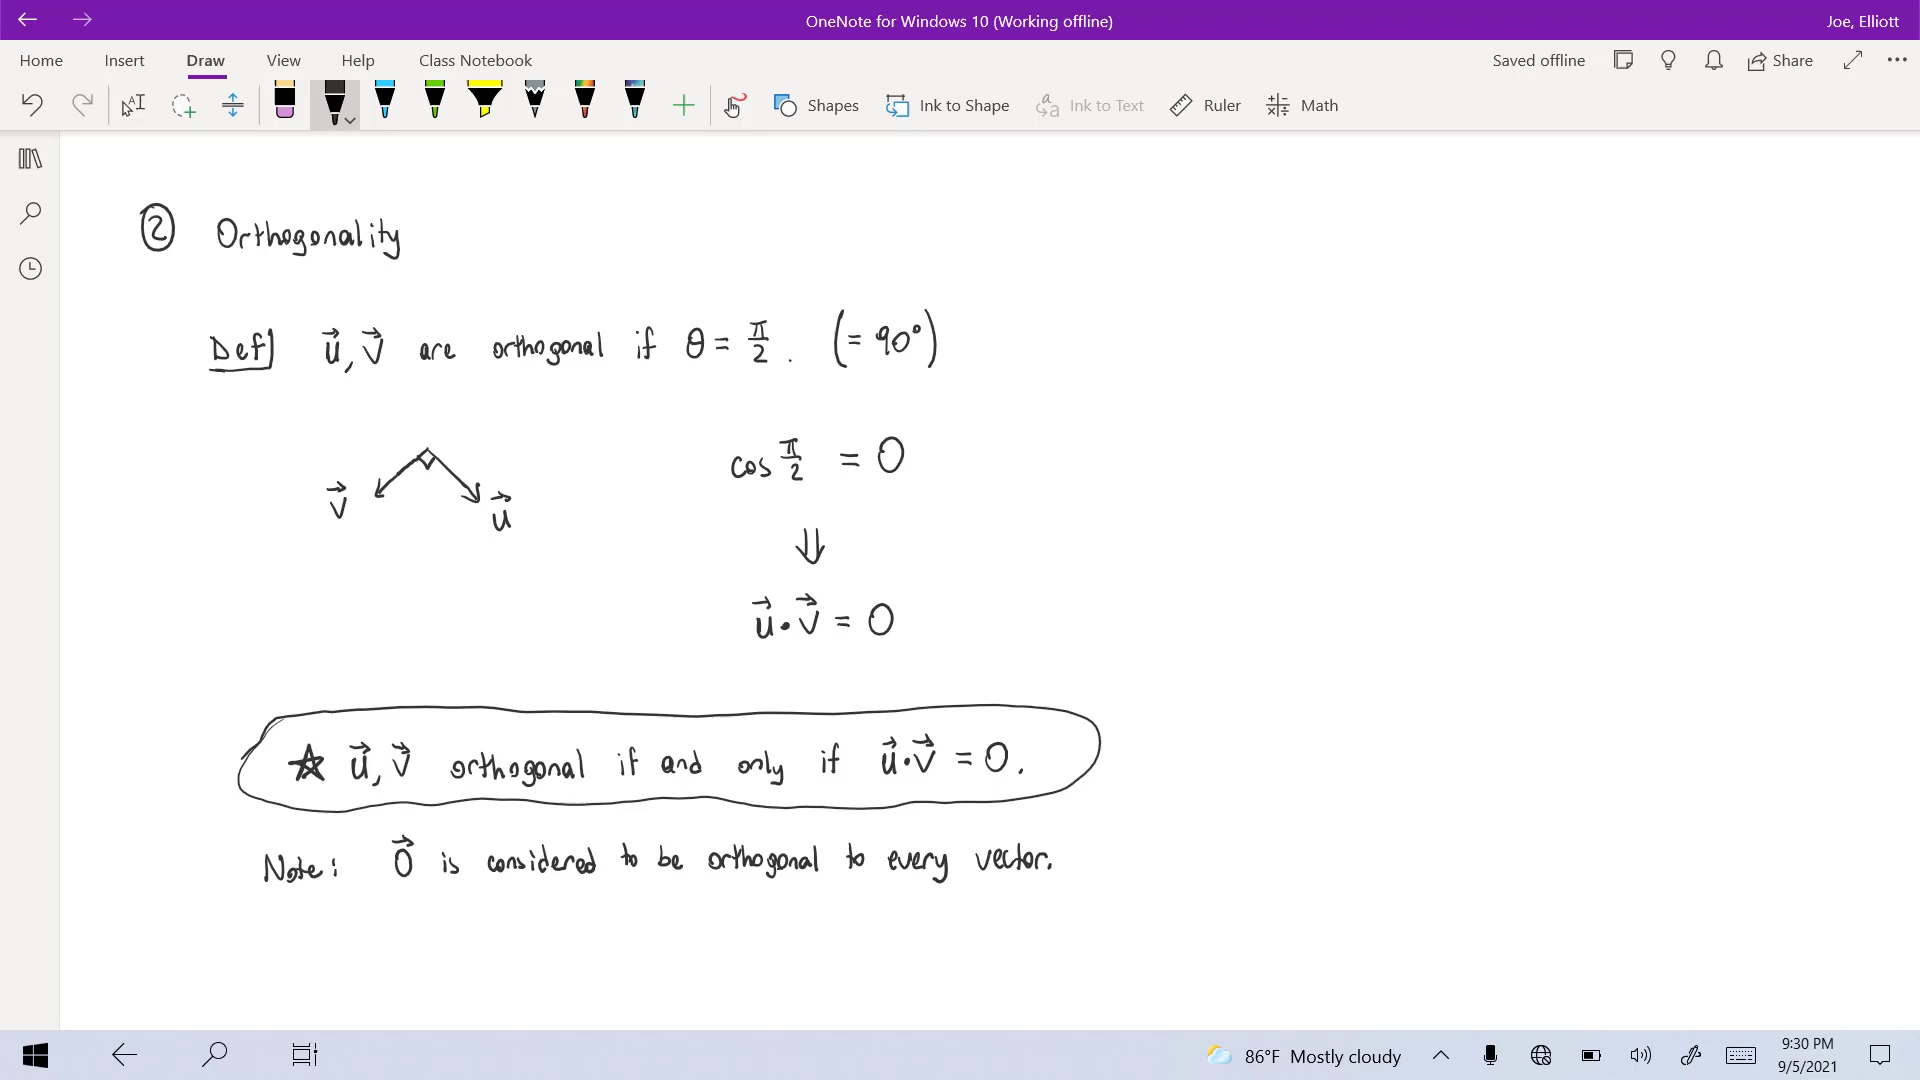 OneNote for Windows 10 (Working offline)
Joe, Elliott
Home Insert Draw View Help Class Notebook
Saved offline Share
Shapes Ink to Shape Ink to Text Ruler Math
② Orthogonality
Def] u⃗, v⃗ are orthogonal if θ = π/2. (= 90°)
cos π/2 = 0
v⃗ u⃗
⇓
u⃗ • v⃗ = 0
☆ u⃗, v⃗ orthogonal if and only if u⃗ • v⃗ = 0.
Note: 0⃗ is considered to be orthogonal to every vector.
86°F Mostly cloudy
9:30 PM
9/5/2021